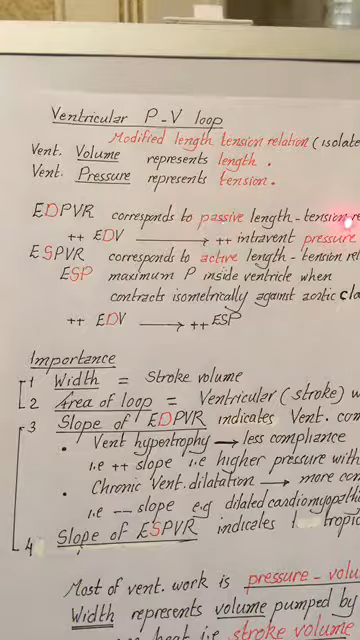 Ventricular P-V loop
Modified length tension relation (isolate
Vent. Volume represents length.
Vent. Pressure represents tension.
EDPVR corresponds to passive length-tension re
++ EDV → ++ intravent pressure
ESPVR corresponds to active length-tension rel
ESP maximum P inside ventricle when
contracts isometrically against aortic cla
++ EDV → ++ ESP
Importance
1 Width = Stroke volume
2 Area of loop = Ventricular (stroke) w
3 Slope of EDPVR indicates Vent. com
• Vent hypertrophy → less compliance
i.e ++ slope i.e higher pressure with
• Chronic Vent. dilatation → more com
i.e -- slope e.g dilated cardiomyopath
4 Slope of ESPVR indicates tropic
Most of vent. work is pressure-volu
Width represents volume pumped by
i.e stroke volume